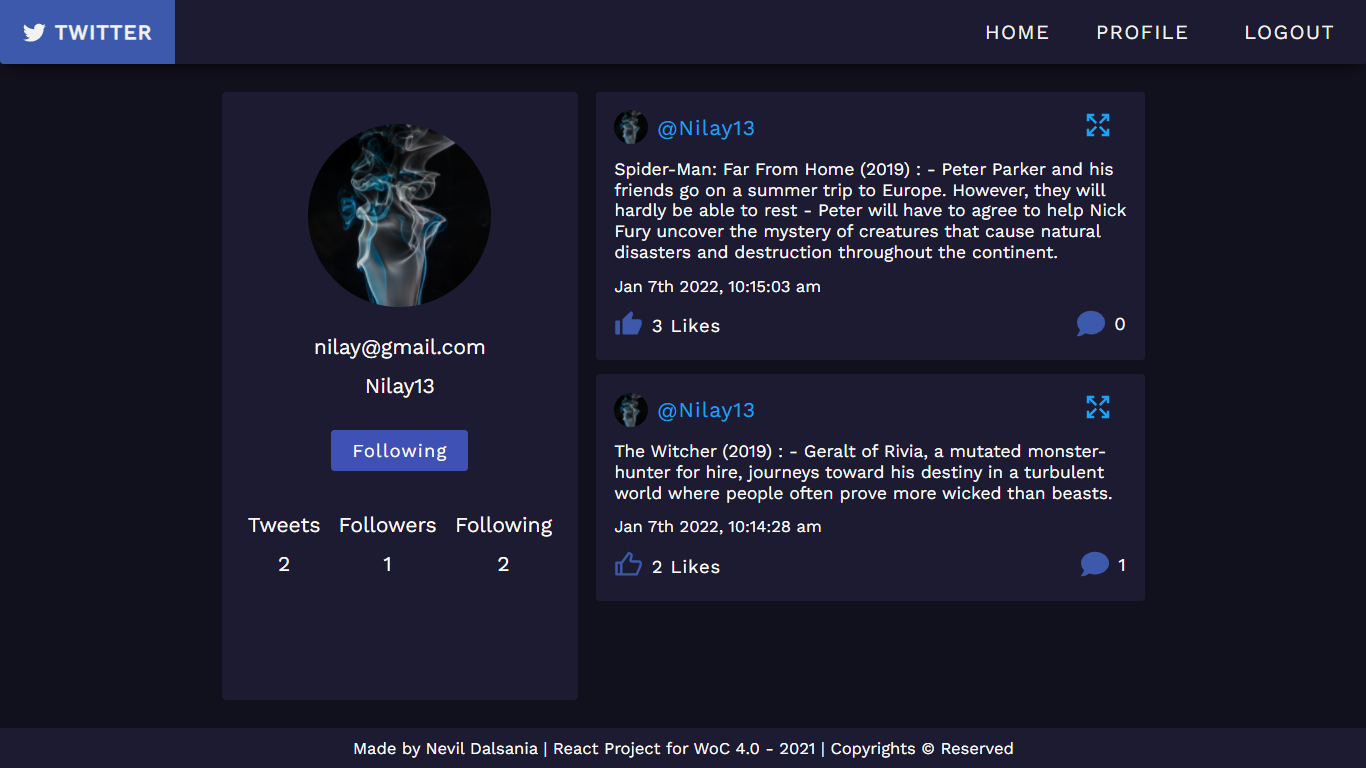 TWITTER
HOME PROFILE LOGOUT
nilay@gmail.com
Nilay13
Following
Tweets Followers Following
2 1 2
@Nilay13
Spider-Man: Far From Home (2019) : - Peter Parker and his
friends go on a summer trip to Europe. However, they will
hardly be able to rest - Peter will have to agree to help Nick
Fury uncover the mystery of creatures that cause natural
disasters and destruction throughout the continent.
Jan 7th 2022, 10:15:03 am
3 Likes 0
@Nilay13
The Witcher (2019) : - Geralt of Rivia, a mutated monster-
hunter for hire, journeys toward his destiny in a turbulent
world where people often prove more wicked than beasts.
Jan 7th 2022, 10:14:28 am
2 Likes 1
Made by Nevil Dalsania | React Project for WoC 4.0 - 2021 | Copyrights © Reserved